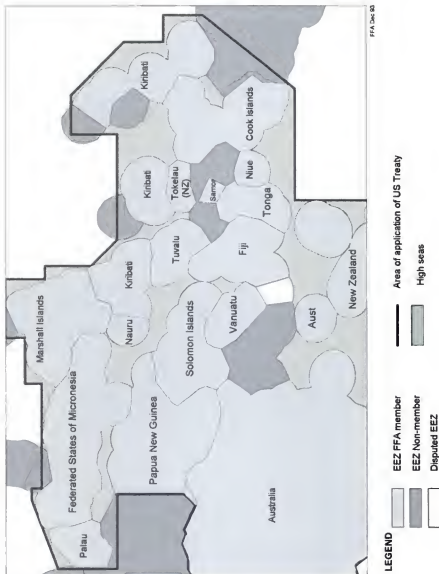 Palau
Federated States of Micronesia
Marshall Islands
Kiribati
Nauru
Kiribati
Kiribati
Tuvalu
Tokelau
(NZ)
Papua New Guinea
Solomon Islands
Samoa
Cook Islands
Vanuatu
Fiji
Niue
Tonga
Australia
Aust
New Zealand
FFA Dec 93
LEGEND
EEZ FFA member
EEZ Non-member
Disputed EEZ
Area of application of US Treaty
High seas